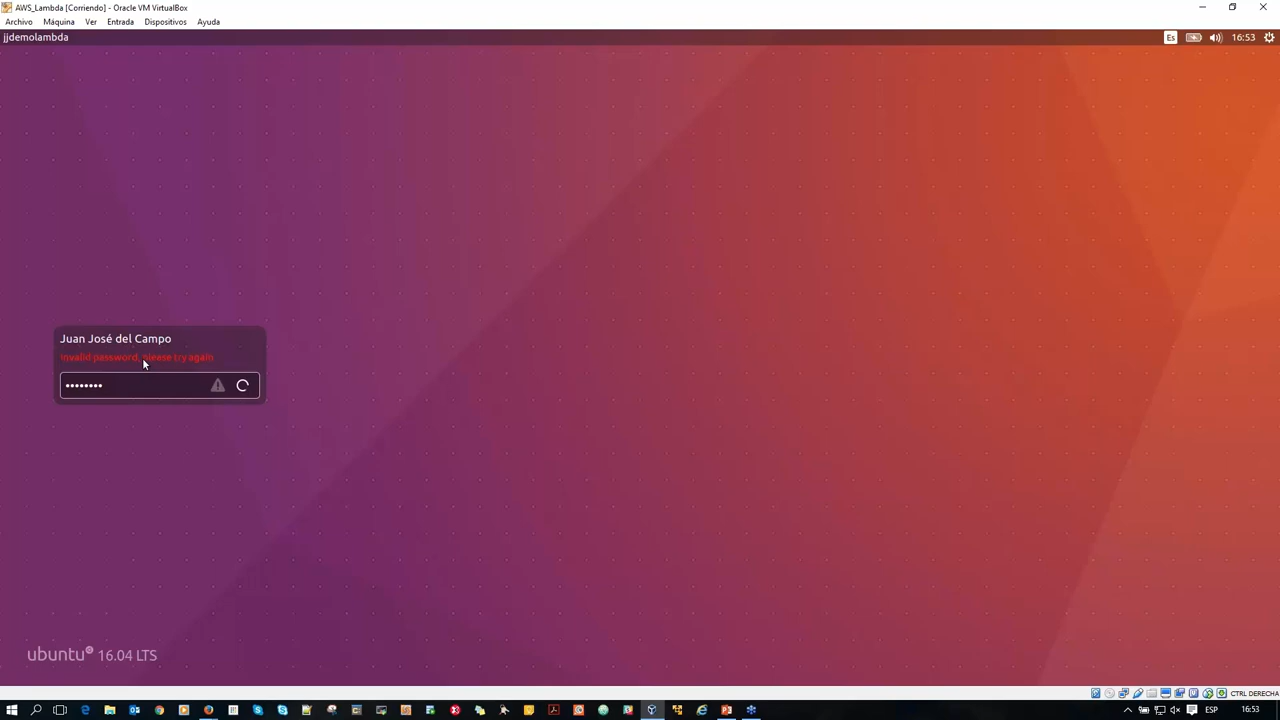 AWS_Lambda [Corriendo] - Oracle VM VirtualBox
Archivo Máquina Ver Entrada Dispositivos Ayuda
jjdemolambda
Es
16:53
Juan José del Campo
Invalid password, please try again
ubuntu 16.04 LTS
CTRL DERECHA
ESP
16:53